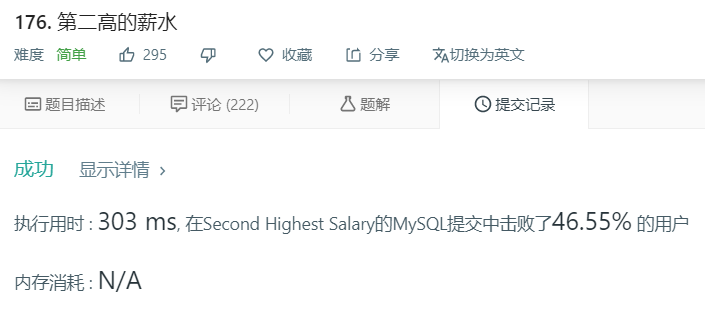 176. 第二高的薪水
难度 简单 295 收藏 分享 切换为英文
题目描述 评论 (222) 题解 提交记录
成功 显示详情 >
执行用时 : 303 ms, 在Second Highest Salary的MySQL提交中击败了46.55% 的用户
内存消耗 : N/A